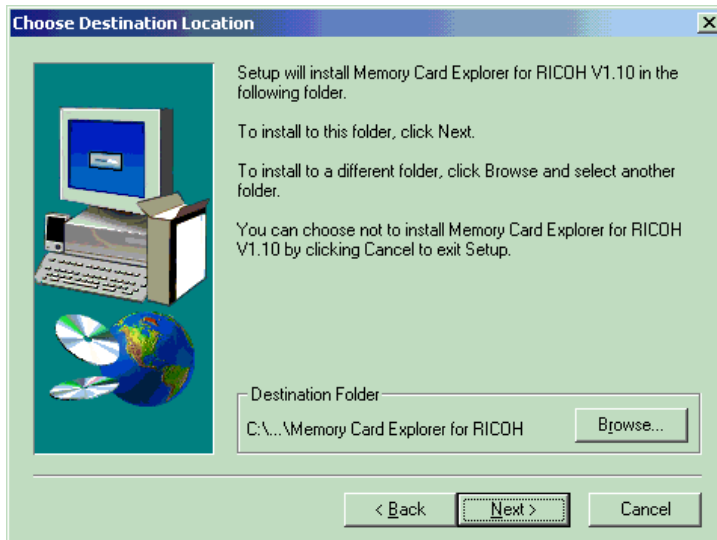 Choose Destination Location
Setup will install Memory Card Explorer for RICOH V1.10 in the
following folder.
To install to this folder, click Next.
To install to a different folder, click Browse and select another
folder.
You can choose not to install Memory Card Explorer for RICOH
V1.10 by clicking Cancel to exit Setup.
Destination Folder
C:\...\Memory Card Explorer for RICOH
Browse...
< Back
Next >
Cancel